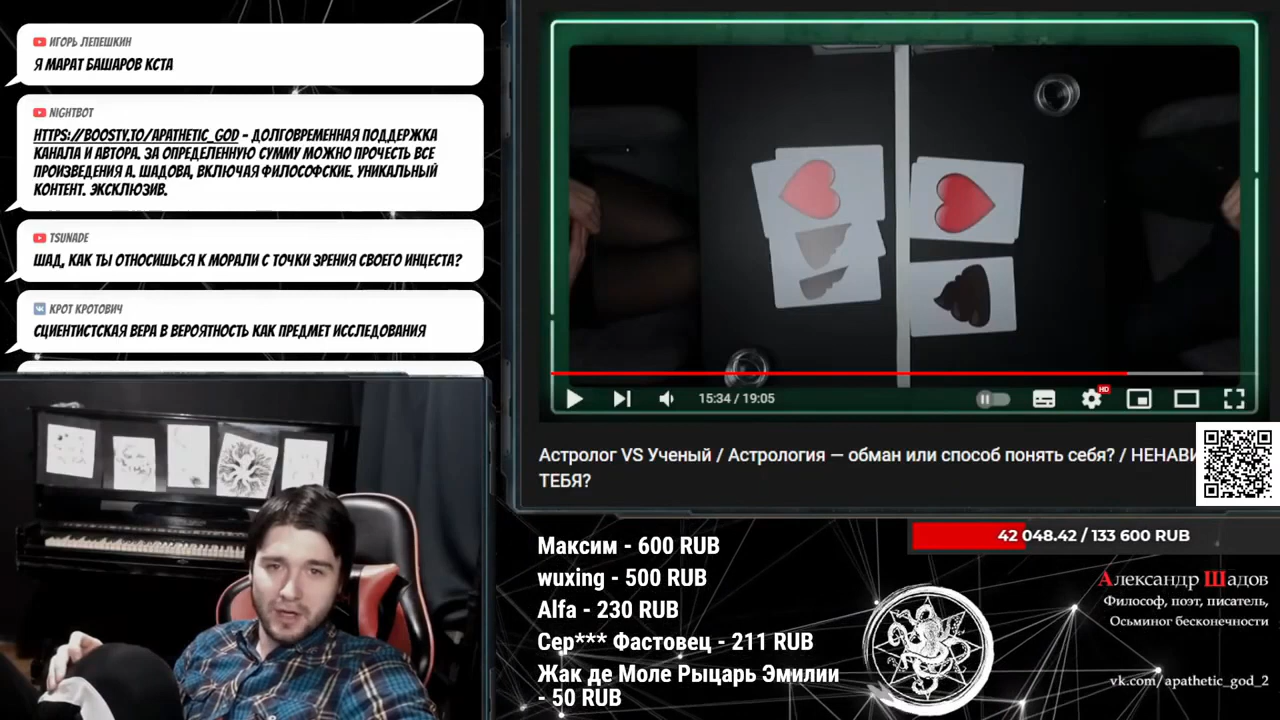 ИГОРЬ ЛЕПЕШКИН
Я МАРАТ БАШАРОВ КСТА
NIGHTBOT
HTTPS://BOOSTY.TO/APATHETIC_GOD - ДОЛГОВРЕМЕННАЯ ПОДДЕРЖКА
КАНАЛА И АВТОРА. ЗА ОПРЕДЕЛЕННУЮ СУММУ МОЖНО ПРОЧЕСТЬ ВСЕ
ПРОИЗВЕДЕНИЯ А. ШАДОВА, ВКЛЮЧАЯ ФИЛОСОФСКИЕ. УНИКАЛЬНЫЙ
КОНТЕНТ. ЭКСКЛЮЗИВ.
TSUNADE
ШАД, КАК ТЫ ОТНОСИШЬСЯ К МОРАЛИ С ТОЧКИ ЗРЕНИЯ СВОЕГО ИНЦЕСТА?
КРОТ КРОТОВИЧ
СЦИЕНТИСТСКАЯ ВЕРА В ВЕРОЯТНОСТЬ КАК ПРЕДМЕТ ИССЛЕДОВАНИЯ
15:34 / 19:05
HD
Астролог VS Ученый / Астрология — обман или способ понять себя? / НЕНАВИ
ТЕБЯ?
42 048.42 / 133 600 RUB
Максим - 600 RUB
wuxing - 500 RUB
Alfa - 230 RUB
Сер*** Фастовец - 211 RUB
Жак де Моле Рыцарь Эмилии
- 50 RUB
Александр Шадов
Философ, поэт, писатель,
Осьминог бесконечности
vk.com/apathetic_god_2